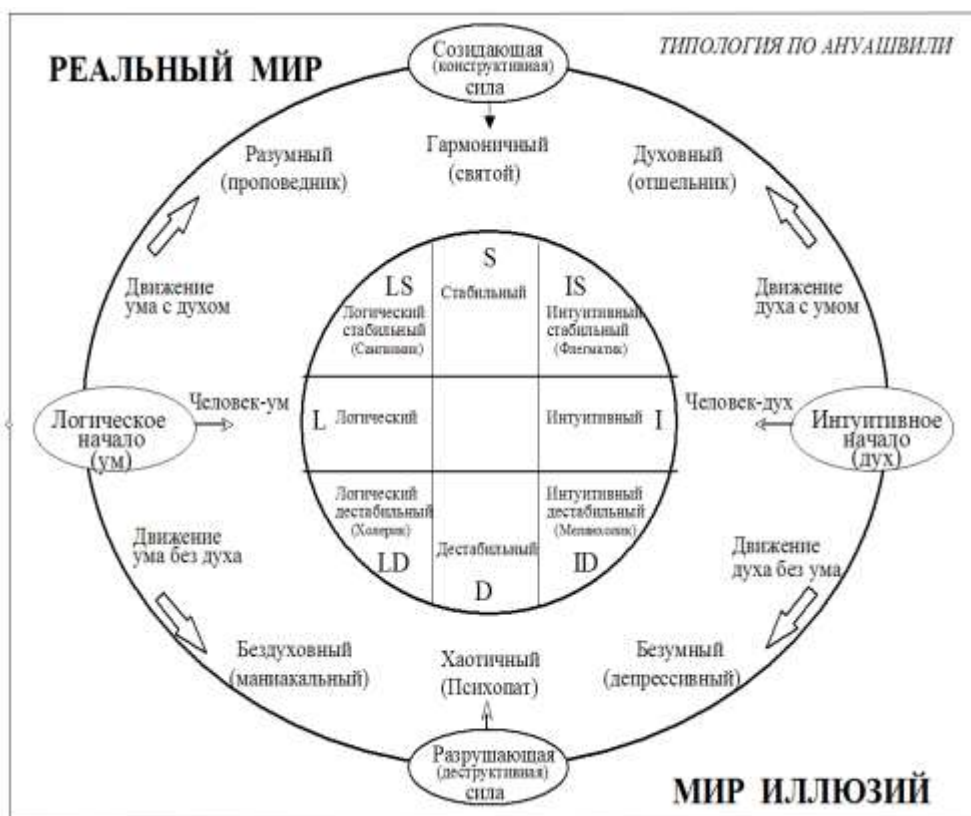 РЕАЛЬНЫЙ МИР
ТИПОЛОГИЯ ПО АНУАШВИЛИ
Созидающая
(конструктивная)
сила
Гармоничный
(святой)
Разумный
(проповедник)
Духовный
(отшельник)
Движение
ума с духом
Движение
духа с умом
LS
S
IS
Стабильный
Логический
стабильный
(Сангвиник)
Интуитивный
стабильный
(Флегматик)
Человек-ум
Человек-дух
Логическое
начало
(ум)
L
Логический
Интуитивный
I
Интуитивное
начало
(дух)
Логический
дестабильный
(Холерик)
Интуитивный
дестабильный
(Меланхолик)
Дестабильный
LD
D
ID
Движение
ума без духа
Движение
духа без ума
Бездуховный
(маниакальный)
Хаотичный
(Психопат)
Безумный
(депрессивный)
Разрушающая
(деструктивная)
сила
МИР ИЛЛЮЗИЙ